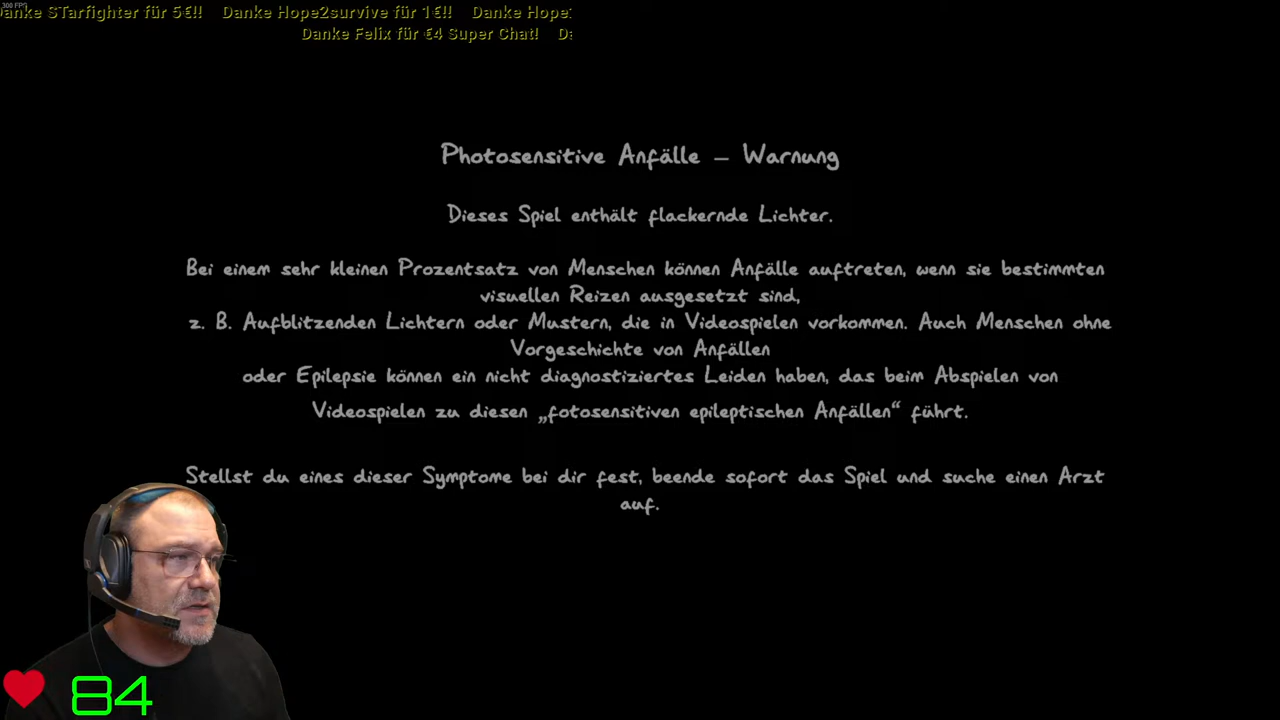 300 FPS
Danke STarfighter für 5€!! Danke Hope2survive für 1€!! Danke Hope
Danke Felix für €4 Super Chat! Da
Photosensitive Anfälle – Warnung
Dieses Spiel enthält flackernde Lichter.
Bei einem sehr kleinen Prozentsatz von Menschen können Anfälle auftreten, wenn sie bestimmten
visuellen Reizen ausgesetzt sind,
z. B. Aufblitzenden Lichtern oder Mustern, die in Videospielen vorkommen. Auch Menschen ohne
Vorgeschichte von Anfällen
oder Epilepsie können ein nicht diagnostiziertes Leiden haben, das beim Abspielen von
Videospielen zu diesen „fotosensitiven epileptischen Anfällen“ führt.
Stellst du eines dieser Symptome bei dir fest, beende sofort das Spiel und suche einen Arzt
auf.
84